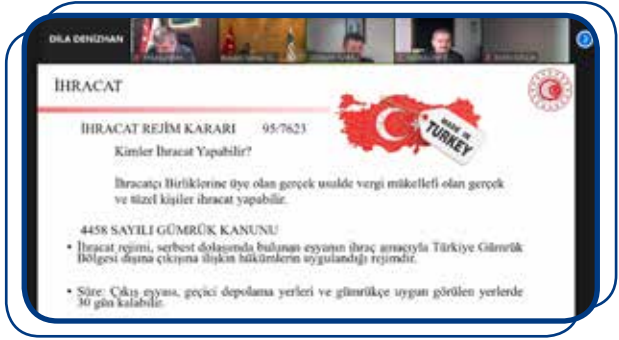 DİLA DENİZHAN
İHRACAT
MADE IN
TURKEY
İHRACAT REJİM KARARI 95/7623
Kimler İhracat Yapabilir?
İhracatçı Birliklerine üye olan gerçek usulde vergi mükellefi olan gerçek
ve tüzel kişiler ihracat yapabilir.
4458 SAYILI GÜMRÜK KANUNU
• İhracat rejimi, serbest dolaşımda bulunan eşyanın ihraç amacıyla Türkiye Gümrük
Bölgesi dışına çıkışına ilişkin hükümlerin uygulandığı rejimdir.
• Süre: Çıkış eşyası, geçici depolama yerleri ve gümrükçe uygun görülen yerlerde
30 gün kalabilir.